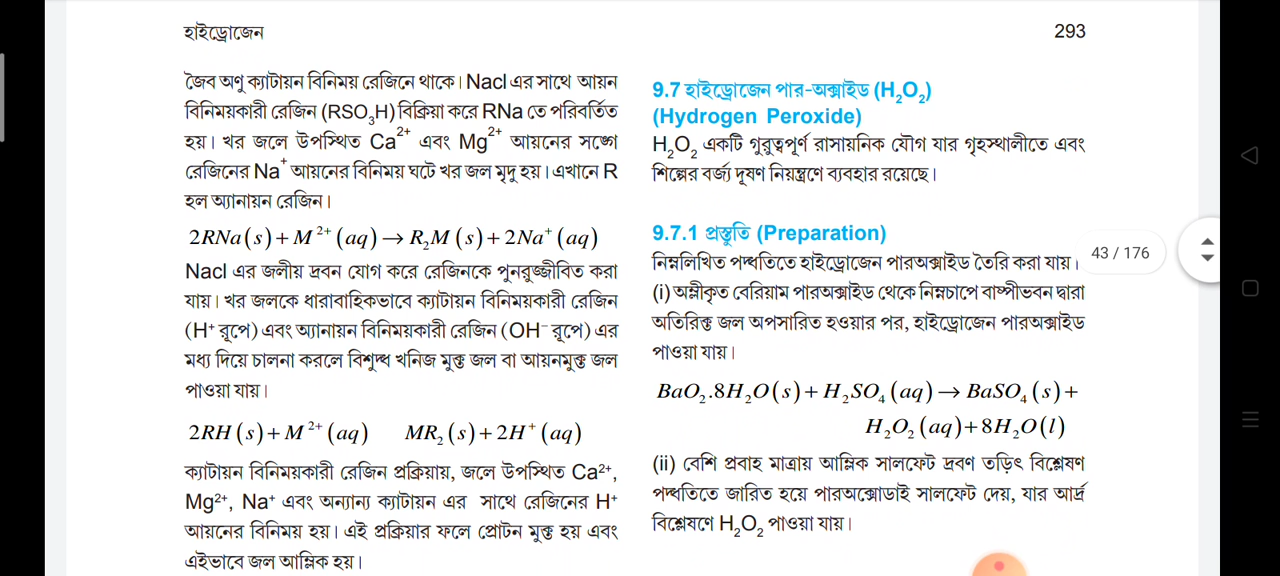 হাইড্রোজেন
293
জৈব অণু ক্যাটায়ন বিনিময় রেজিনে থাকে। Nacl এর সাথে আয়ন
বিনিময়কারী রেজিন (RSO₃H) বিক্রিয়া করে RNa তে পরিবর্তিত
হয়। খর জলে উপস্থিত Ca²⁺ এবং Mg²⁺ আয়নের সঙ্গে
রেজিনের Na⁺ আয়নের বিনিময় ঘটে খর জল মৃদু হয়। এখানে R
হল অ্যানায়ন রেজিন।
2RNa(s)+M²⁺(aq)→R₂M(s)+2Na⁺(aq)
Nacl এর জলীয় দ্রবন যোগ করে রেজিনকে পুনরুজ্জীবিত করা
যায়। খর জলকে ধারাবাহিকভাবে ক্যাটায়ন বিনিময়কারী রেজিন
(H⁺ রূপে) এবং অ্যানায়ন বিনিময়কারী রেজিন (OH⁻ রূপে) এর
মধ্য দিয়ে চালনা করলে বিশুদ্ধ খনিজ মুক্ত জল বা আয়নমুক্ত জল
পাওয়া যায়।
2RH(s)+M²⁺(aq) MR₂(s)+2H⁺(aq)
ক্যাটায়ন বিনিময়কারী রেজিন প্রক্রিয়ায়, জলে উপস্থিত Ca²⁺,
Mg²⁺, Na⁺ এবং অন্যান্য ক্যাটায়ন এর সাথে রেজিনের H⁺
আয়নের বিনিময় হয়। এই প্রক্রিয়ার ফলে প্রোটন মুক্ত হয় এবং
এইভাবে জল আম্লিক হয়।
9.7 হাইড্রোজেন পার-অক্সাইড (H₂O₂)
(Hydrogen Peroxide)
H₂O₂ একটি গুরুত্বপূর্ণ রাসায়নিক যৌগ যার গৃহস্থালীতে এবং
শিল্পের বর্জ্য দূষণ নিয়ন্ত্রণে ব্যবহার রয়েছে।
9.7.1 প্রস্তুতি (Preparation)
নিম্নলিখিত পদ্ধতিতে হাইড্রোজেন পারঅক্সাইড তৈরি করা যায়।
(i) অম্লীকৃত বেরিয়াম পারঅক্সাইড থেকে নিম্নচাপে বাষ্পীভবন দ্বারা
অতিরিক্ত জল অপসারিত হওয়ার পর, হাইড্রোজেন পারঅক্সাইড
পাওয়া যায়।
BaO₂.8H₂O(s)+H₂SO₄(aq)→BaSO₄(s)+
H₂O₂(aq)+8H₂O(l)
(ii) বেশি প্রবাহ মাত্রায় আম্লিক সালফেট দ্রবণ তড়িৎ বিশ্লেষণ
পদ্ধতিতে জারিত হয়ে পারঅক্সোডাই সালফেট দেয়, যার আর্দ্র
বিশ্লেষণে H₂O₂ পাওয়া যায়।
43 / 176